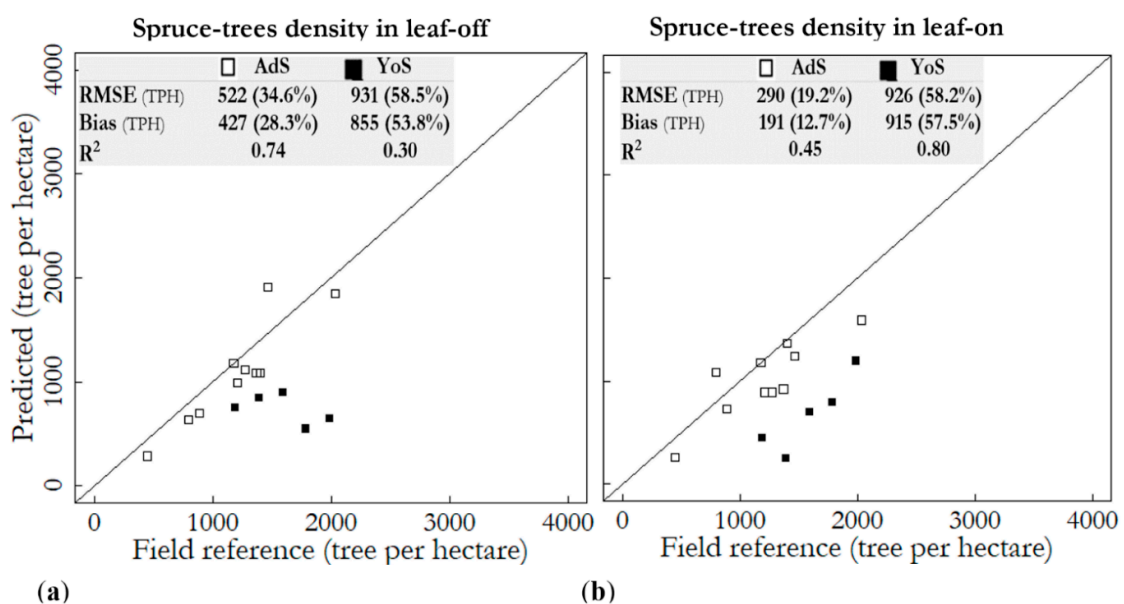 Spruce-trees density in leaf-off
AdS YoS
RMSE (TPH) 522 (34.6%) 931 (58.5%)
Bias (TPH) 427 (28.3%) 855 (53.8%)
R² 0.74 0.30
Predicted (tree per hectare)
4000
3000
2000
1000
0
0 1000 2000 3000 4000
Field reference (tree per hectare)
(a)
Spruce-trees density in leaf-on
AdS YoS
RMSE (TPH) 290 (19.2%) 926 (58.2%)
Bias (TPH) 191 (12.7%) 915 (57.5%)
R² 0.45 0.80
0 1000 2000 3000 4000
Field reference (tree per hectare)
(b)